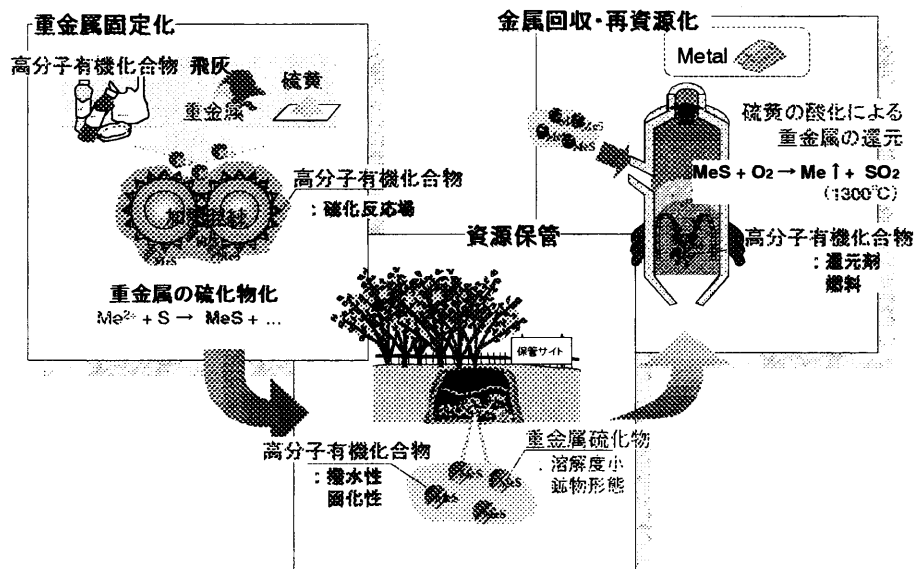 重金属固定化
高分子有機化合物 飛灰
硫黄
重金属
高分子有機化合物
：硫化反応場
重金属の硫化物化
Me²⁺ + S → MeS + ...
資源保管
保管サイト
高分子有機化合物
：撥水性
固化性
重金属硫化物
：溶解度小
鉱物形態
MeS
MeS
MeS
MeS
金属回収・再資源化
Metal
硫黄の酸化による
重金属の還元
MeS + O₂ → Me↑ + SO₂
(1300℃)
高分子有機化合物
：還元剤
燃料